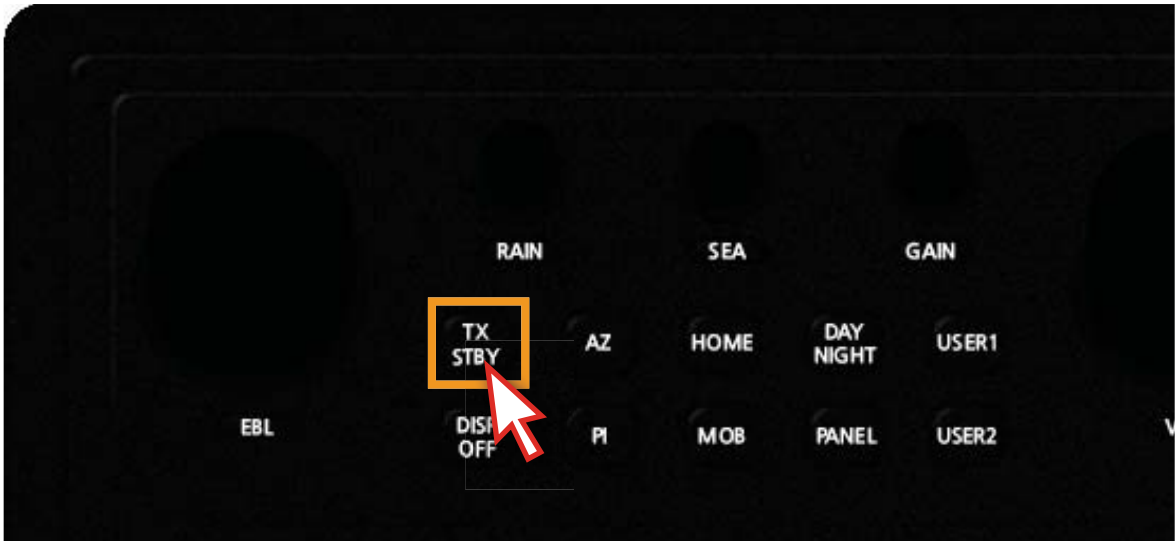 RAIN SEA GAIN
TX
STBY
AZ HOME
DAY
NIGHT
USER1
EBL
OFF
PI MOB PANEL USER2